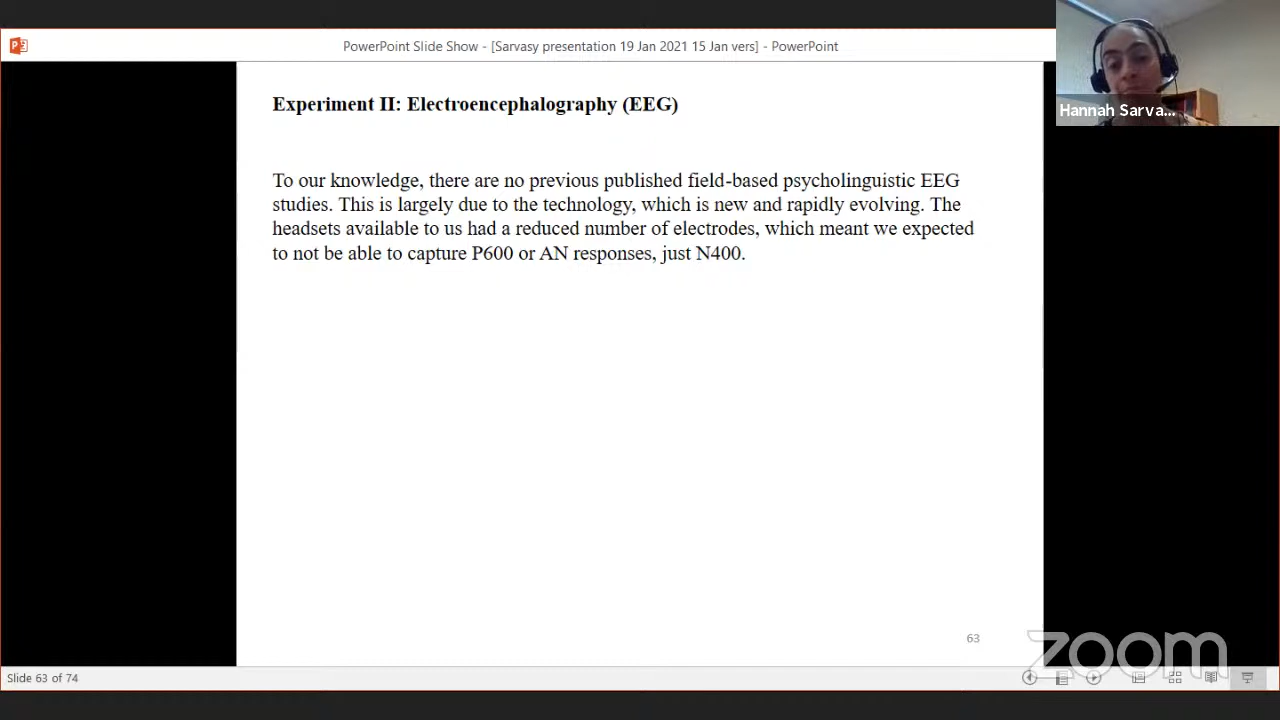 PowerPoint Slide Show - [Sarvasy presentation 19 Jan 2021 15 Jan vers] - PowerPoint
Hannah Sarva...
Experiment II: Electroencephalography (EEG)
To our knowledge, there are no previous published field-based psycholinguistic EEG
studies. This is largely due to the technology, which is new and rapidly evolving. The
headsets available to us had a reduced number of electrodes, which meant we expected
to not be able to capture P600 or AN responses, just N400.
63
zoom
Slide 63 of 74